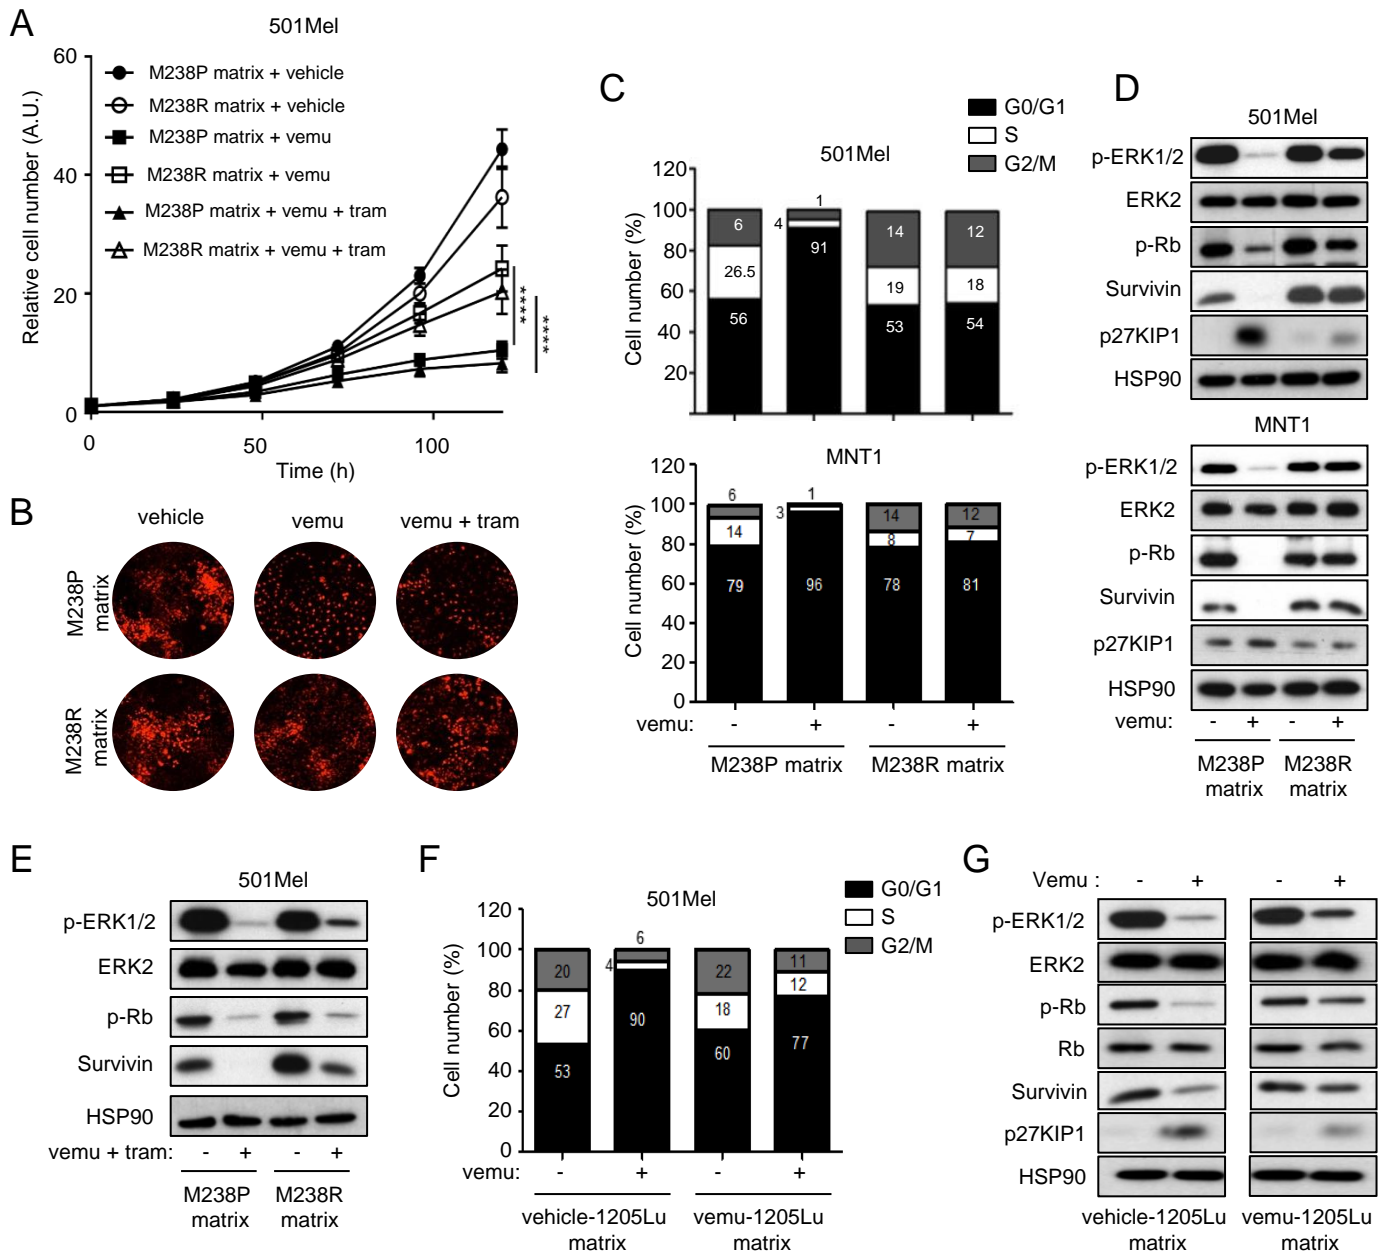 A
501Mel
Relative cell number (A.U.)
60
40
20
0
M238P matrix + vehicle
M238R matrix + vehicle
M238P matrix + vemu
M238R matrix + vemu
M238P matrix + vemu + tram
M238R matrix + vemu + tram
****
****
0
50
100
Time (h)
B
vehicle
vemu
vemu + tram
M238P
matrix
M238R
matrix
C
G0/G1
S
G2/M
501Mel
Cell number (%)
120
100
80
60
40
20
6
26.5
56
1
4
91
14
19
53
12
18
54
MNT1
Cell number (%)
120
100
80
60
40
20
0
6
14
79
1
3
96
14
8
78
12
7
81
vemu:
-
+
-
+
M238P matrix
M238R matrix
D
501Mel
p-ERK1/2
ERK2
p-Rb
Survivin
p27KIP1
HSP90
MNT1
p-ERK1/2
ERK2
p-Rb
Survivin
p27KIP1
HSP90
vemu:
-
+
-
+
M238P
matrix
M238R
matrix
E
501Mel
p-ERK1/2
ERK2
p-Rb
Survivin
HSP90
vemu + tram:
-
+
-
+
M238P
matrix
M238R
matrix
F
G0/G1
S
G2/M
501Mel
Cell number (%)
120
100
80
60
40
20
0
20
27
53
6
4
90
22
18
60
11
12
77
vemu:
-
+
-
+
vehicle-1205Lu
matrix
vemu-1205Lu
matrix
G
Vemu :
-
+
-
+
p-ERK1/2
ERK2
p-Rb
Rb
Survivin
p27KIP1
HSP90
vehicle-1205Lu
matrix
vemu-1205Lu
matrix